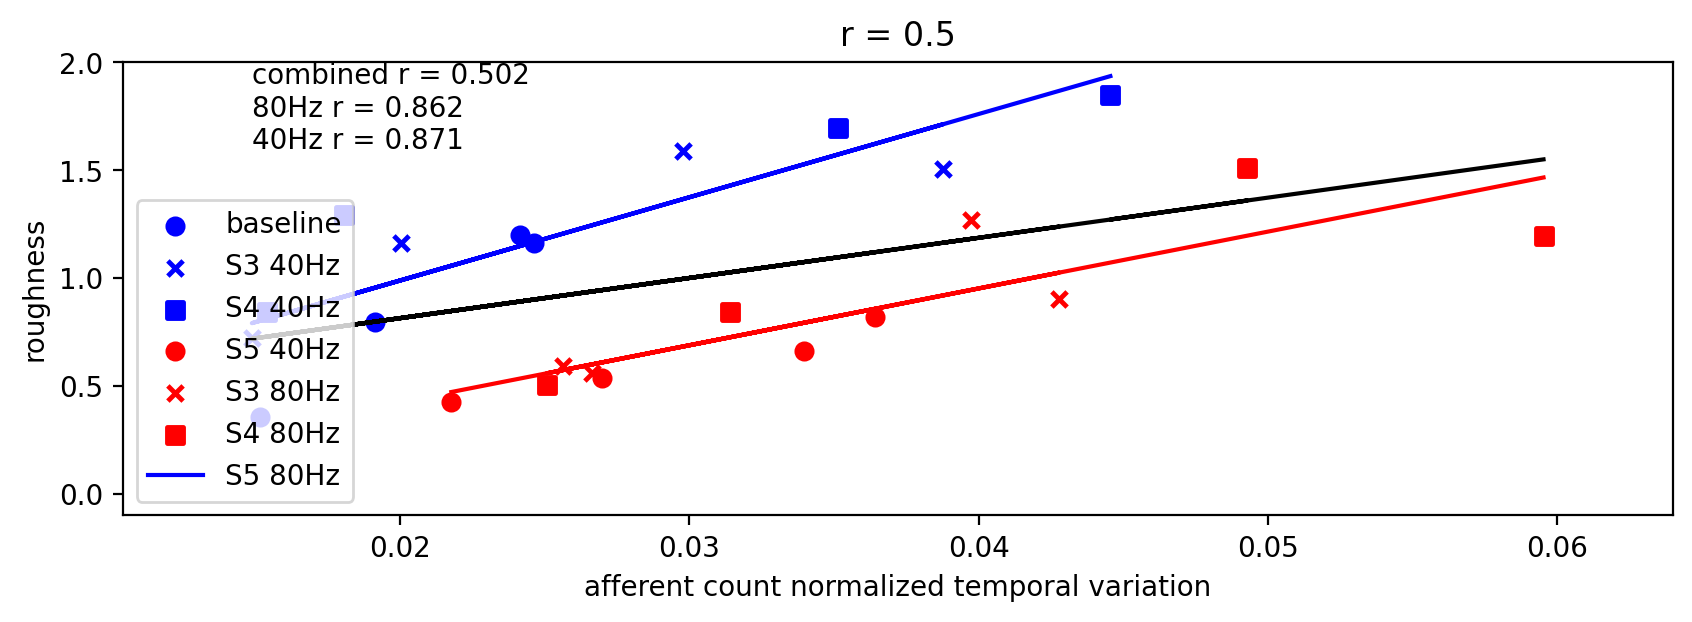 r = 0.5
combined r = 0.502
80Hz r = 0.862
40Hz r = 0.871
roughness
2.0
1.5
1.0
0.5
0.0
baseline
S3 40Hz
S4 40Hz
S5 40Hz
S3 80Hz
S4 80Hz
S5 80Hz
0.02 0.03 0.04 0.05 0.06
afferent count normalized temporal variation